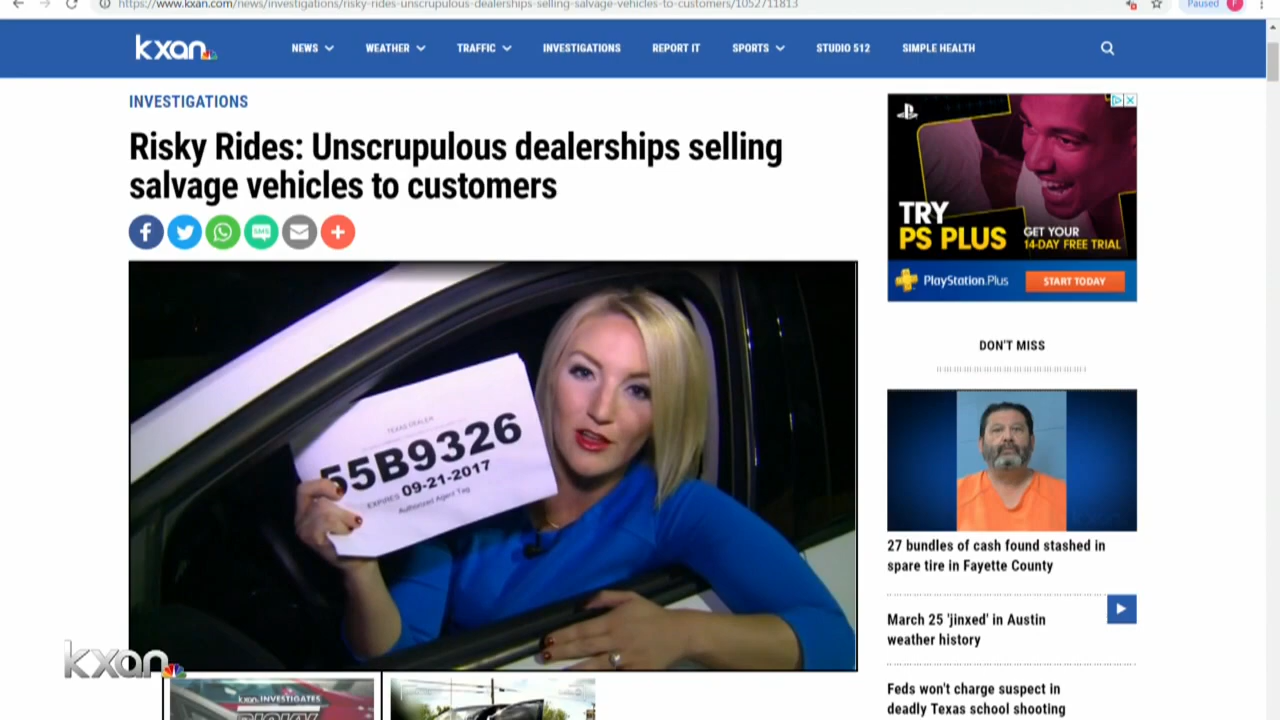 https://www.kxan.com/news/investigations/risky-rides-unscrupulous-dealerships-selling-salvage-vehicles-to-customers/1052711813
Paused
kxan
NEWS
WEATHER
TRAFFIC
INVESTIGATIONS
REPORT IT
SPORTS
STUDIO 512
SIMPLE HEALTH
INVESTIGATIONS
Risky Rides: Unscrupulous dealerships selling
salvage vehicles to customers
SMS
TEXAS DEALER
55B9326
EXPIRES 09-21-2017
Authorized Agent Tag
kxan
kxan INVESTIGATES
RISKY
TRY
PS PLUS
GET YOUR
14-DAY FREE TRIAL
PlayStation.Plus
START TODAY
DON'T MISS
27 bundles of cash found stashed in
spare tire in Fayette County
March 25 'jinxed' in Austin
weather history
Feds won't charge suspect in
deadly Texas school shooting